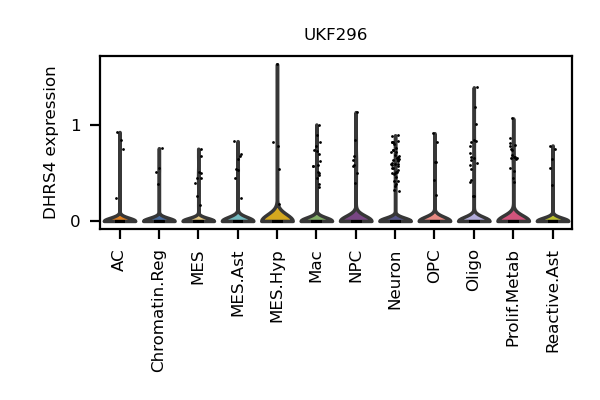 UKF296
DHRS4 expression
1
0
AC
Chromatin.Reg
MES
MES.Ast
MES.Hyp
Mac
NPC
Neuron
OPC
Oligo
Prolif.Metab
Reactive.Ast